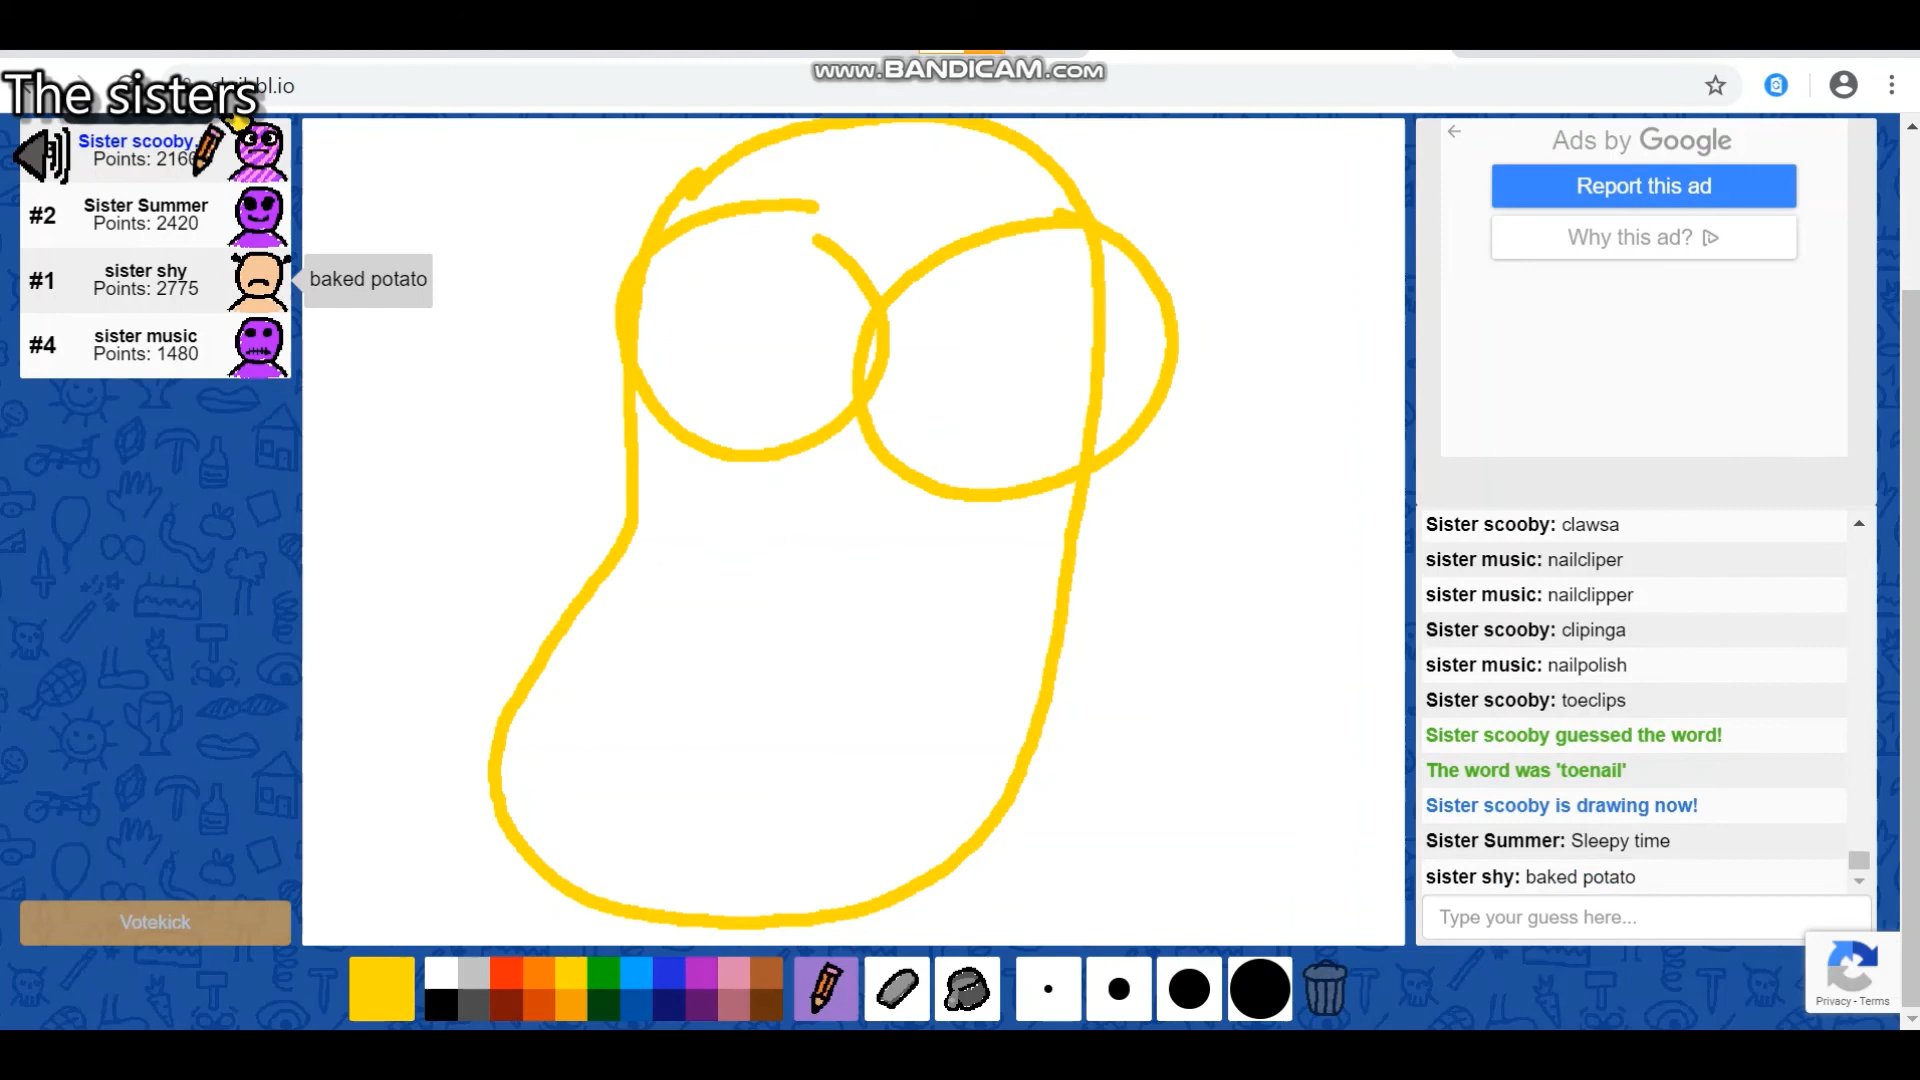 www.BANDICAM.com
The sisters
bl.io
Sister scooby
Points: 2160
#2
Sister Summer
Points: 2420
#1
sister shy
Points: 2775
baked potato
#4
sister music
Points: 1480
Votekick
Ads by Google
Report this ad
Why this ad?
Sister scooby: clawsa
sister music: nailcliper
sister music: nailclipper
Sister scooby: clipinga
sister music: nailpolish
Sister scooby: toeclips
Sister scooby guessed the word!
The word was 'toenail'
Sister scooby is drawing now!
Sister Summer: Sleepy time
sister shy: baked potato
Type your guess here...
Privacy - Terms